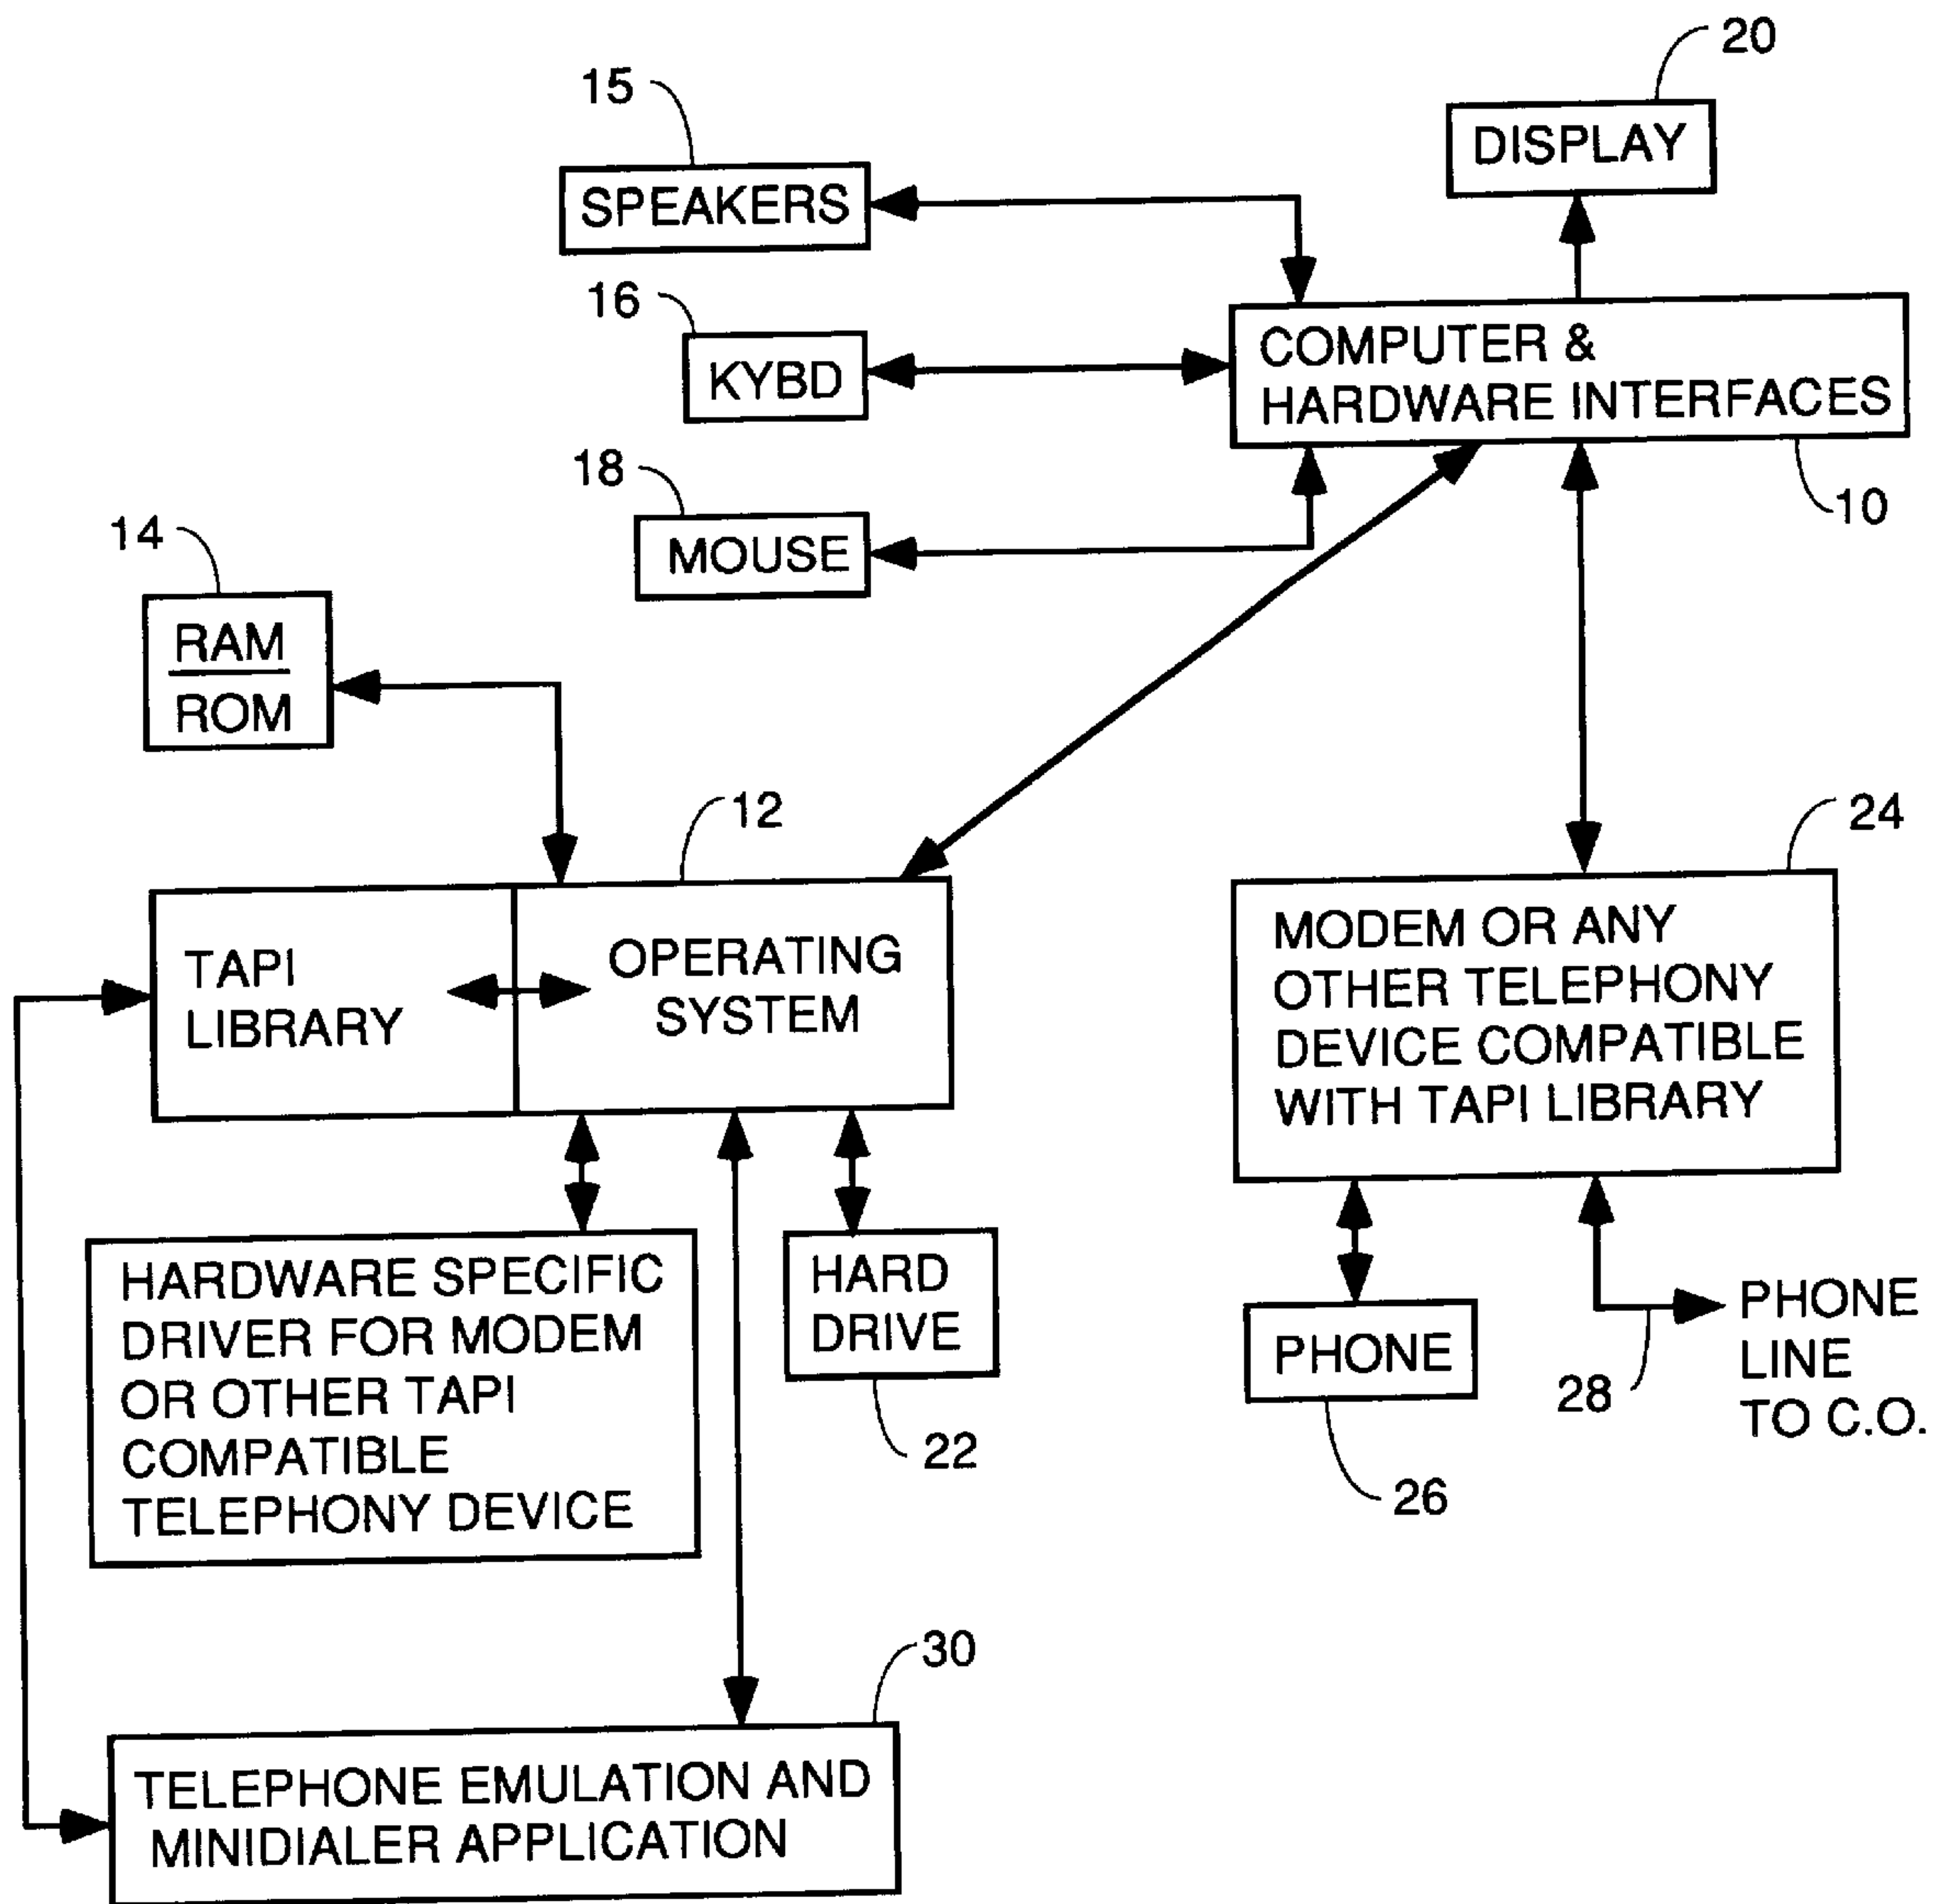 20
15
DISPLAY
SPEAKERS
16
COMPUTER &
HARDWARE INTERFACES
KYBD
18
10
14
MOUSE
RAM
ROM
12
24
TAPI
LIBRARY
OPERATING
SYSTEM
MODEM OR ANY
OTHER TELEPHONY
DEVICE COMPATIBLE
WITH TAPI LIBRARY
HARDWARE SPECIFIC
DRIVER FOR MODEM
OR OTHER TAPI
COMPATIBLE
TELEPHONY DEVICE
HARD
DRIVE
22
PHONE
26
28
PHONE
LINE
TO C.O.
30
TELEPHONE EMULATION AND
MINIDIALER APPLICATION